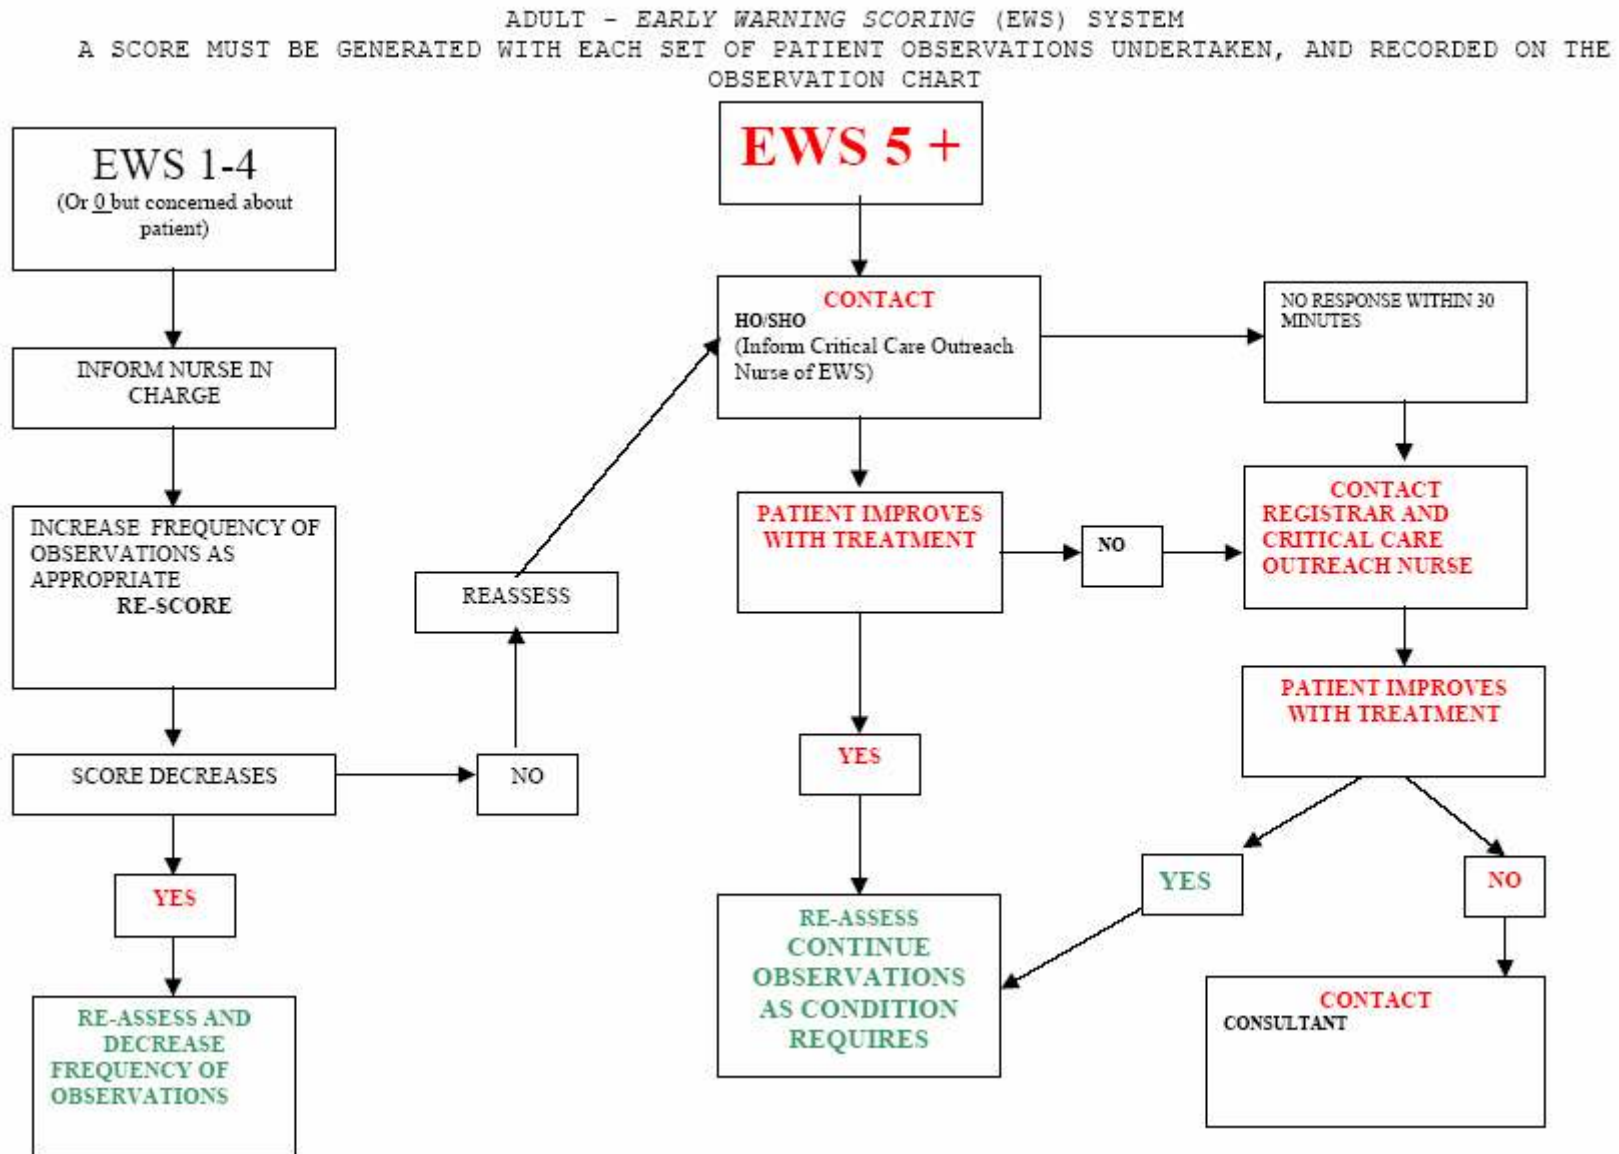 ADULT - EARLY WARNING SCORING (EWS) SYSTEM
A SCORE MUST BE GENERATED WITH EACH SET OF PATIENT OBSERVATIONS UNDERTAKEN, AND RECORDED ON THE
OBSERVATION CHART
EWS 1-4
(Or 0 but concerned about
patient)
INFORM NURSE IN
CHARGE
INCREASE FREQUENCY OF
OBSERVATIONS AS
APPROPRIATE
RE-SCORE
SCORE DECREASES
NO
REASSESS
YES
RE-ASSESS AND
DECREASE
FREQUENCY OF
OBSERVATIONS
EWS 5 +
CONTACT
HO/SHO
(Inform Critical Care Outreach
Nurse of EWS)
NO RESPONSE WITHIN 30
MINUTES
PATIENT IMPROVES
WITH TREATMENT
NO
CONTACT
REGISTRAR AND
CRITICAL CARE
OUTREACH NURSE
YES
PATIENT IMPROVES
WITH TREATMENT
YES
NO
RE-ASSESS
CONTINUE
OBSERVATIONS
AS CONDITION
REQUIRES
CONTACT
CONSULTANT